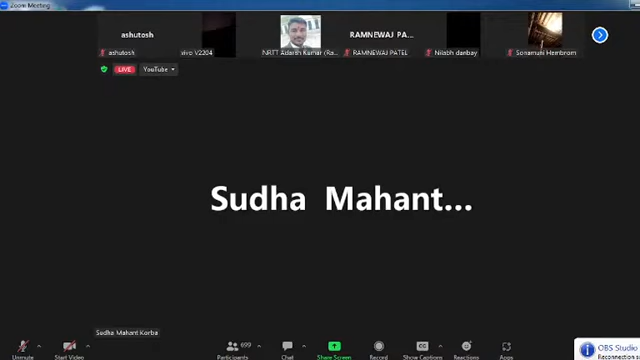 Zoom Meeting
ashutosh
RAMNEWAJ PA...
ashutosh
vivo V2204
NRTT Adarsh Kumar (Ra...
RAMNEWAJ PATEL
Nilabh danbay
Sonamuhi Hembrom
LIVE
YouTube
Sudha Mahant...
Sudha Mahant Korba
699
Unmute
Start Video
Participants
Chat
Share Screen
Record
Show Captions
Reactions
Apps
OBS Studio
Reconnection s